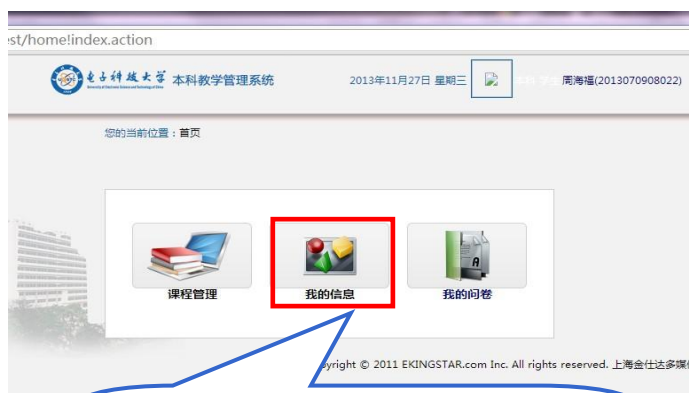 est/home!index.action
电子科技大学 本科教学管理系统 2013年11月27日 星期三 周海福(2013070908022)
您的当前位置：首页
课程管理 我的信息 我的问卷
pyright © 2011 EKINGSTAR.com Inc. All rights reserved. 上海金仕达多媒